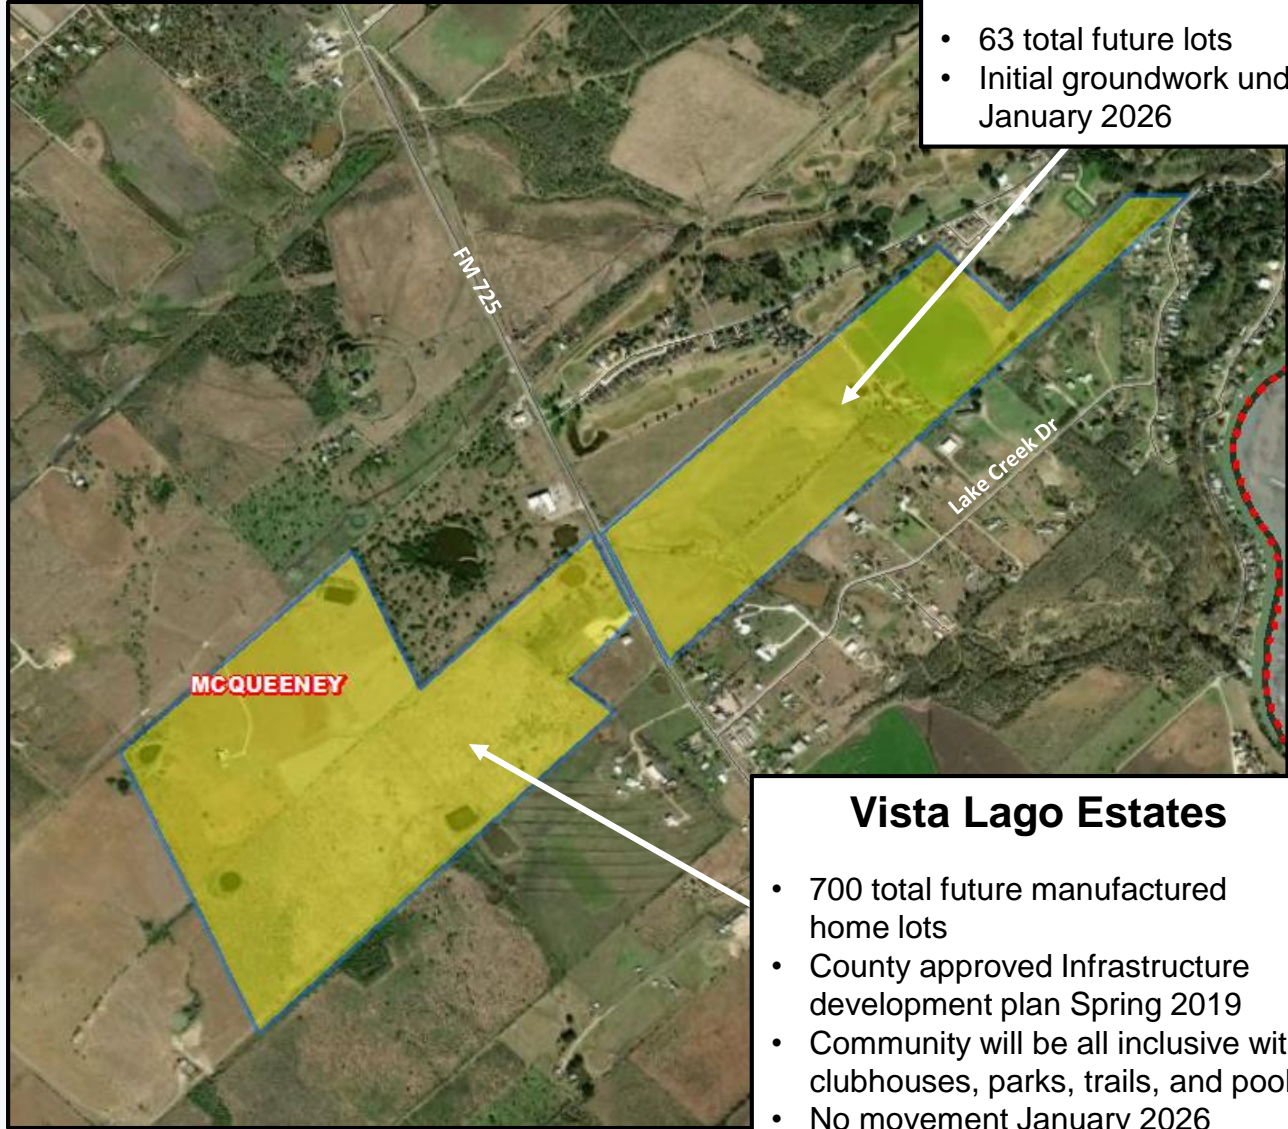 • 63 total future lots
• Initial groundwork und
January 2026
FM 725
Lake Creek Dr
MCQUEENEY
Vista Lago Estates
• 700 total future manufactured
home lots
• County approved Infrastructure
development plan Spring 2019
• Community will be all inclusive wit
clubhouses, parks, trails, and pool
• No movement January 2026